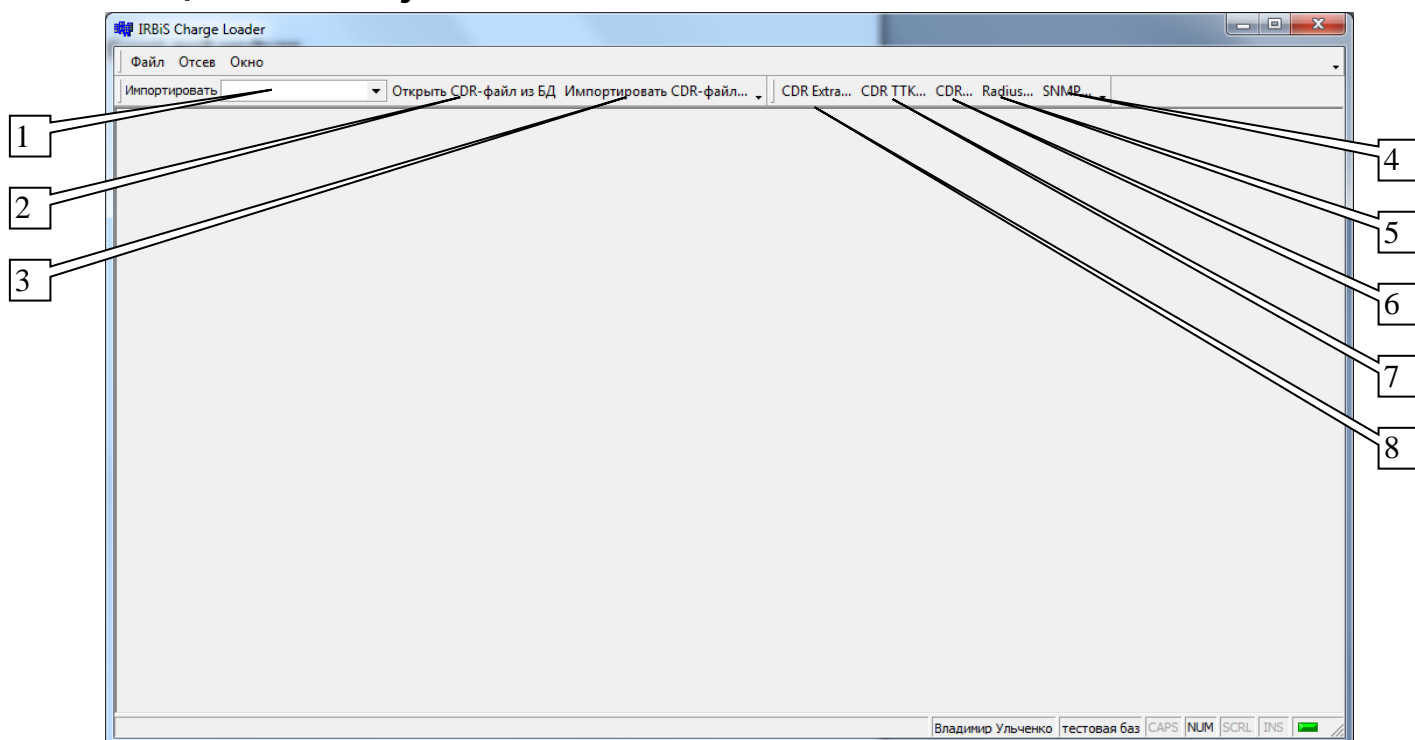 IRBiS Charge Loader
Файл Отсев Окно
Импортировать Открыть CDR-файл из БД Импортировать CDR-файл... CDR Extra... CDR TTK... CDR... Radius... SNMP...
1
2
3
4
5
6
7
8
Владимир Ульченко тестовая баз CAPS NUM SCRL INS